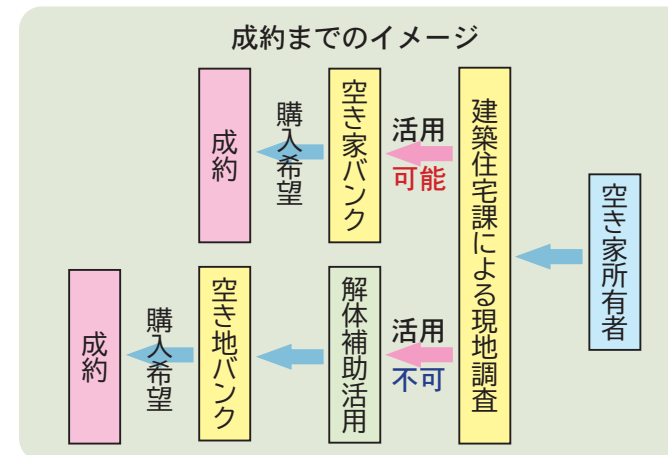 成約までのイメージ
空き家所有者
建築住宅課による現地調査
活用
可能
空き家バンク
購入希望
成約
活用
不可
解体補助活用
空き地バンク
購入希望
成約